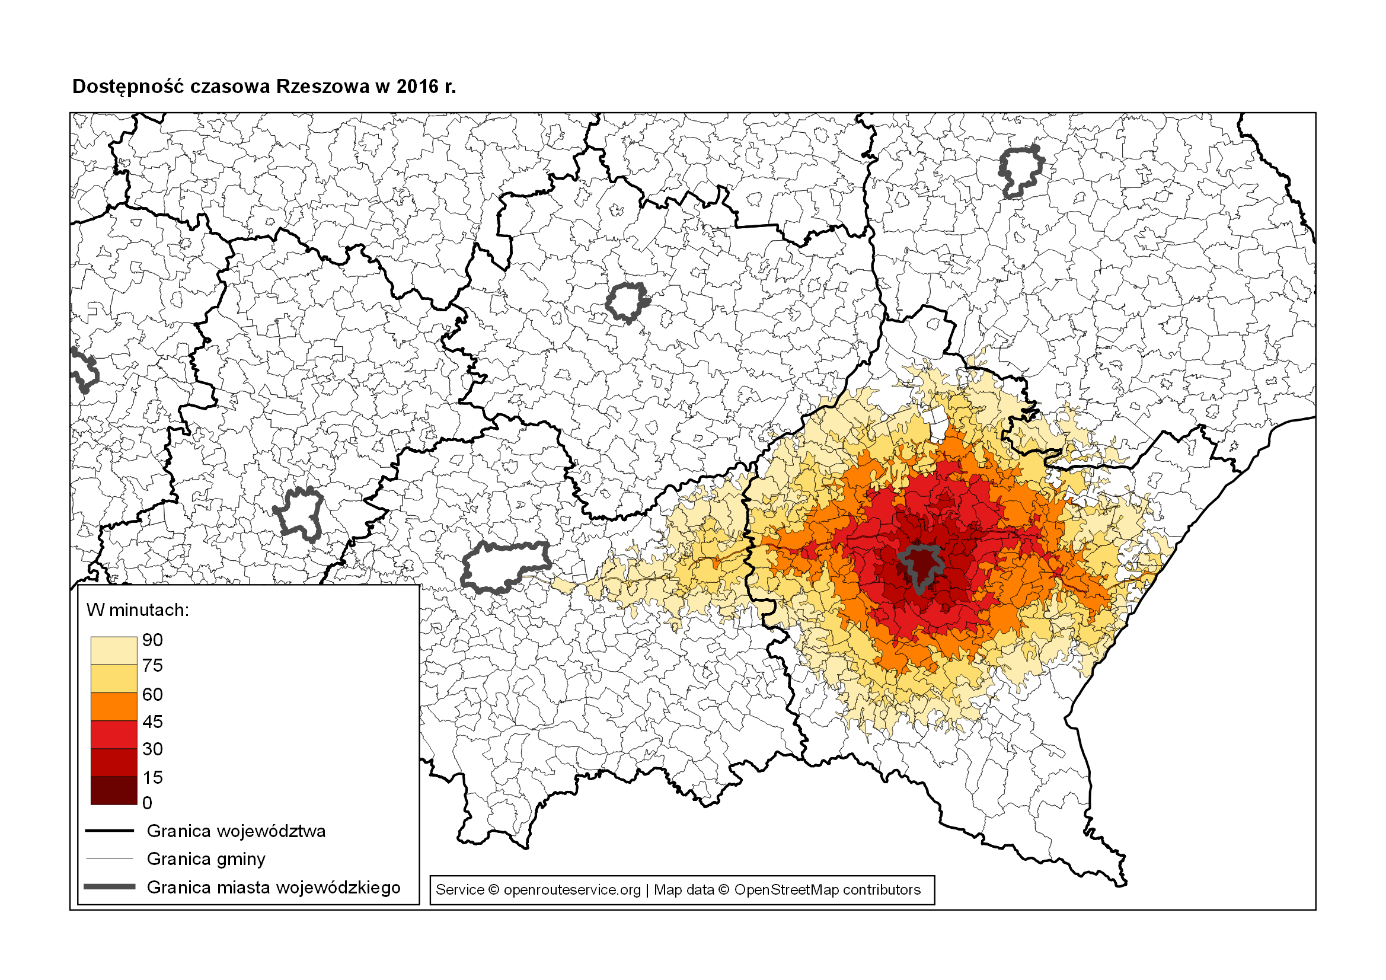 Dostępność czasowa Rzeszowa w 2016 r.
W minutach:
90
75
60
45
30
15
0
Granica województwa
Granica gminy
Granica miasta wojewódzkiego
Service © openrouteservice.org | Map data © OpenStreetMap contributors